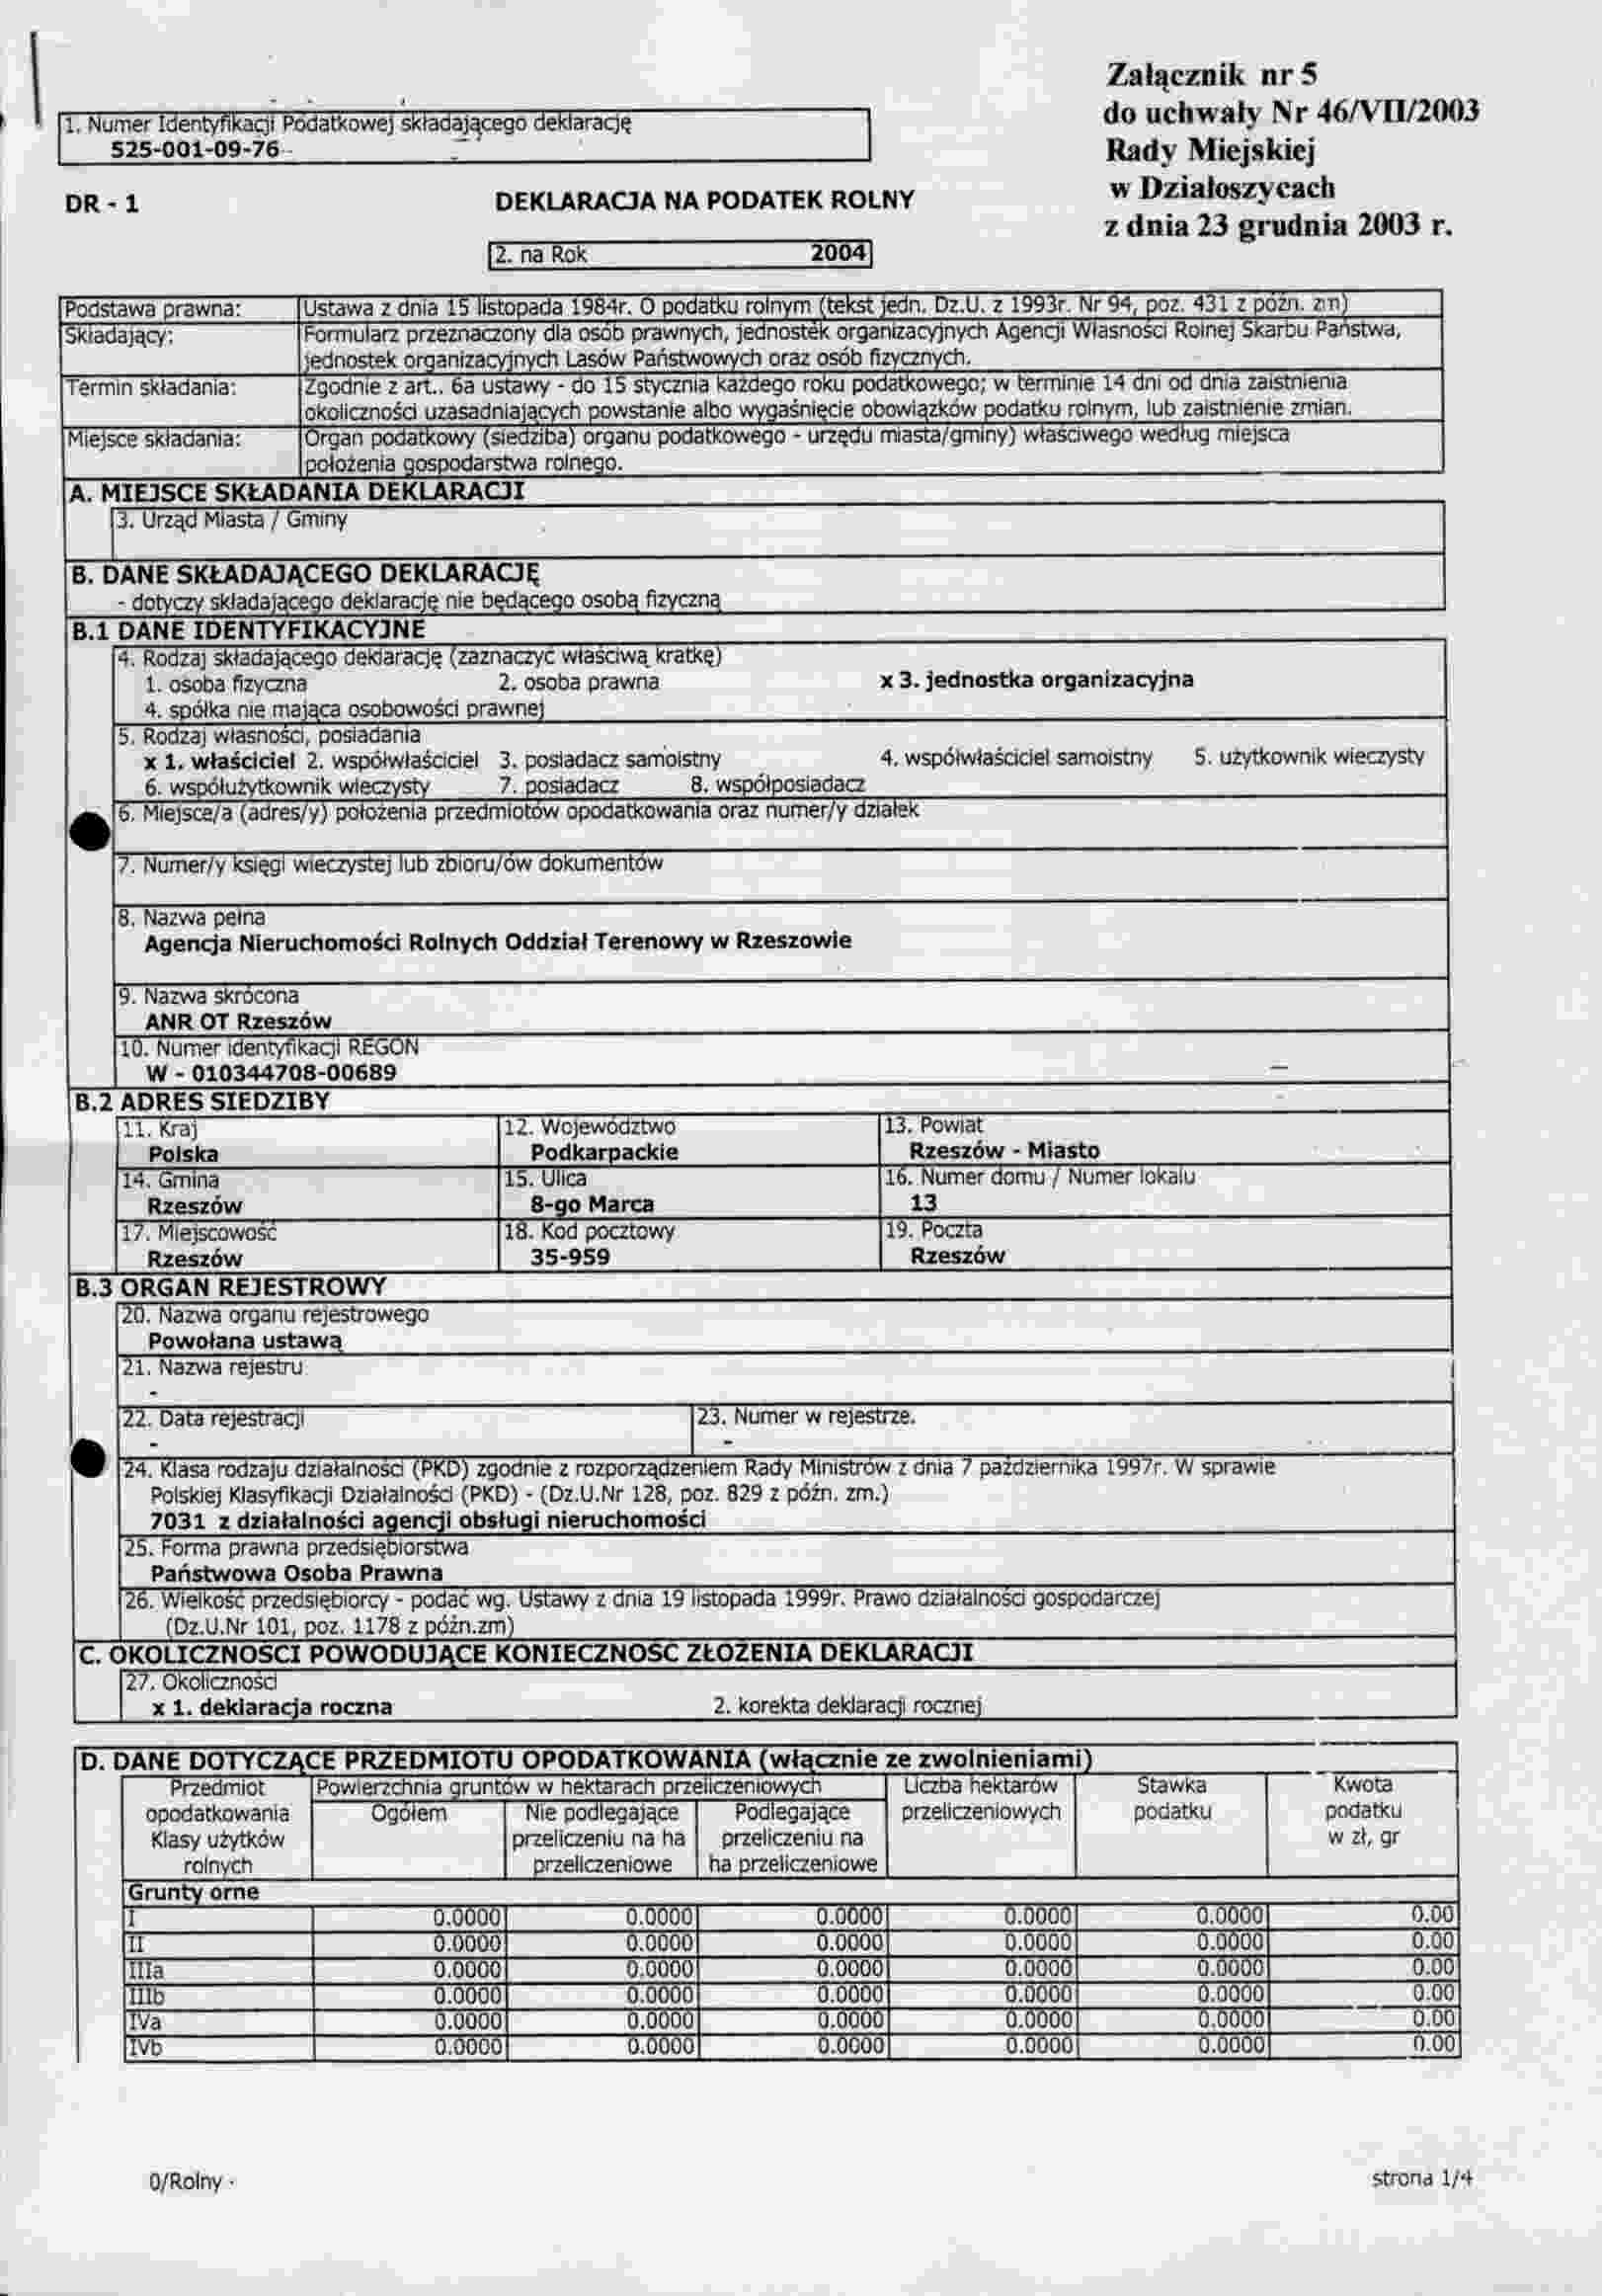 Załącznik nr 5
do uchwały Nr 46/VII/2003
Rady Miejskiej
w Działoszycach
z dnia 23 grudnia 2003 r.
1. Numer Identyfikacji Podatkowej składającego deklarację
525-001-09-76
DR - 1
DEKLARACJA NA PODATEK ROLNY
2. na Rok 2004
Podstawa prawna: Ustawa z dnia 15 listopada 1984r. O podatku rolnym (tekst jedn. Dz.U. z 1993r. Nr 94, poz. 431 z późn. zm)
Składający: Formularz przeznaczony dla osób prawnych, jednostek organizacyjnych Agencji Własności Rolnej Skarbu Państwa,
jednostek organizacyjnych Lasów Państwowych oraz osób fizycznych.
Termin składania: Zgodnie z art.. 6a ustawy - do 15 stycznia każdego roku podatkowego; w terminie 14 dni od dnia zaistnienia
okoliczności uzasadniających powstanie albo wygaśnięcie obowiązków podatku rolnym, lub zaistnienie zmian.
Miejsce składania: Organ podatkowy (siedziba) organu podatkowego - urzędu miasta/gminy) właściwego według miejsca
położenia gospodarstwa rolnego.
A. MIEJSCE SKŁADANIA DEKLARACJI
3. Urząd Miasta / Gminy
B. DANE SKŁADAJĄCEGO DEKLARACJĘ
- dotyczy składającego deklarację nie będącego osobą fizyczną
B.1 DANE IDENTYFIKACYJNE
4. Rodzaj składającego deklarację (zaznaczyć właściwą kratkę)
1. osoba fizyczna 2. osoba prawna x 3. jednostka organizacyjna
4. spółka nie mająca osobowości prawnej
5. Rodzaj własności, posiadania
x 1. właściciel 2. współwłaściciel 3. posiadacz samoistny 4. współwłaściciel samoistny 5. użytkownik wieczysty
6. współużytkownik wieczysty 7. posiadacz 8. współposiadacz
6. Miejsce/a (adres/y) położenia przedmiotów opodatkowania oraz numer/y działek
7. Numer/y księgi wieczystej lub zbioru/ów dokumentów
8. Nazwa pełna
Agencja Nieruchomości Rolnych Oddział Terenowy w Rzeszowie
9. Nazwa skrócona
ANR OT Rzeszów
10. Numer identyfikacji REGON
W - 010344708-00689
B.2 ADRES SIEDZIBY
11. Kraj 12. Województwo 13. Powiat
Polska Podkarpackie Rzeszów - Miasto
14. Gmina 15. Ulica 16. Numer domu / Numer lokalu
Rzeszów 8-go Marca 13
17. Miejscowość 18. Kod pocztowy 19. Poczta
Rzeszów 35-959 Rzeszów
B.3 ORGAN REJESTROWY
20. Nazwa organu rejestrowego
Powołana ustawą
21. Nazwa rejestru
-
22. Data rejestracji 23. Numer w rejestrze.
- -
24. Klasa rodzaju działalności (PKD) zgodnie z rozporządzeniem Rady Ministrów z dnia 7 października 1997r. W sprawie
Polskiej Klasyfikacji Działalności (PKD) - (Dz.U.Nr 128, poz. 829 z późn. zm.)
7031 z działalności agencji obsługi nieruchomości
25. Forma prawna przedsiębiorstwa
Państwowa Osoba Prawna
26. Wielkość przedsiębiorcy - podać wg. Ustawy z dnia 19 listopada 1999r. Prawo działalności gospodarczej
(Dz.U.Nr 101, poz. 1178 z późn.zm)
C. OKOLICZNOŚCI POWODUJĄCE KONIECZNOŚĆ ZŁOŻENIA DEKLARACJI
27. Okoliczności
x 1. deklaracja roczna 2. korekta deklaracji rocznej
D. DANE DOTYCZĄCE PRZEDMIOTU OPODATKOWANIA (włącznie ze zwolnieniami)
Przedmiot Powierzchnia gruntów w hektarach przeliczeniowych Liczba hektarów Stawka Kwota
opodatkowania Ogółem Nie podlegające Podlegające przeliczeniowych podatku podatku
Klasy użytków przeliczeniu na ha przeliczeniu na w zł, gr
rolnych przeliczeniowe ha przeliczeniowe
Grunty orne
I 0.0000 0.0000 0.0000 0.0000 0.0000 0.00
II 0.0000 0.0000 0.0000 0.0000 0.0000 0.00
IIIa 0.0000 0.0000 0.0000 0.0000 0.0000 0.00
IIIb 0.0000 0.0000 0.0000 0.0000 0.0000 0.00
IVa 0.0000 0.0000 0.0000 0.0000 0.0000 0.00
IVb 0.0000 0.0000 0.0000 0.0000 0.0000 0.00
0/Rolny -
strona 1/4